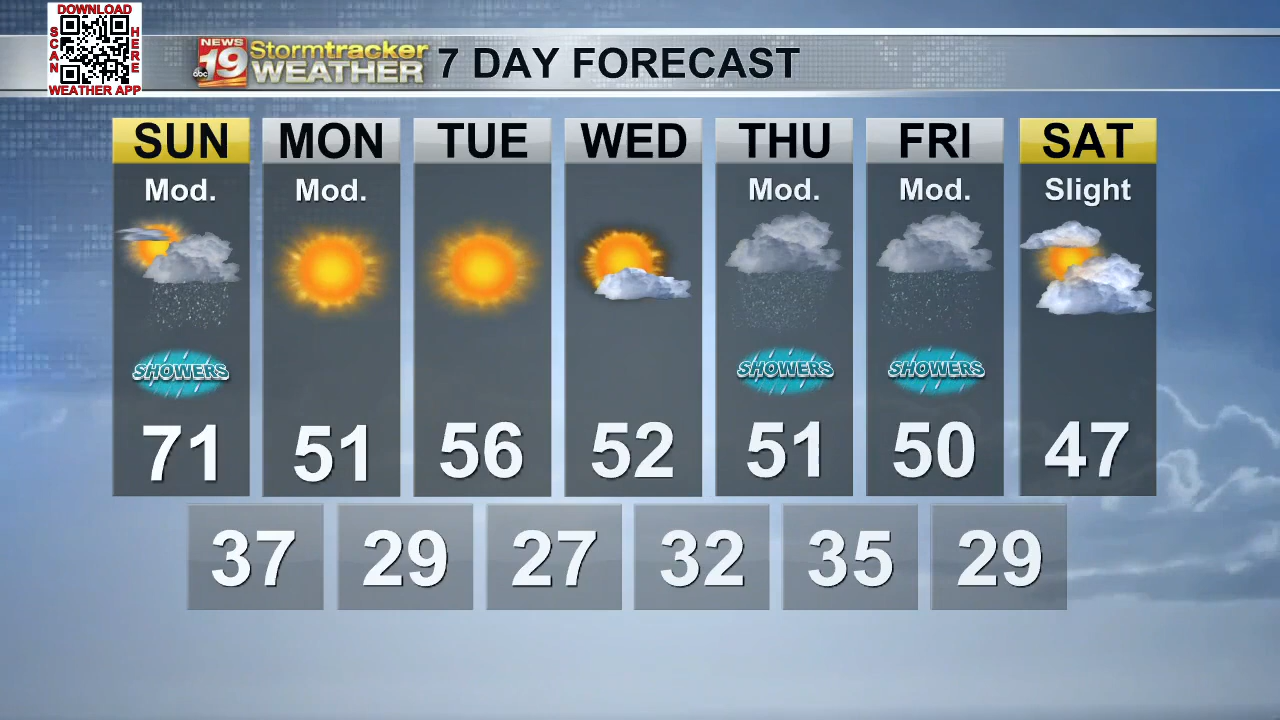 DOWNLOAD
SCAN
HERE
WEATHER APP
NEWS
abc 19
Stormtracker
WEATHER
7 DAY FORECAST
SUN MON TUE WED THU FRI SAT
Mod. Mod. Mod. Mod. Slight
SHOWERS SHOWERS SHOWERS
71 51 56 52 51 50 47
37 29 27 32 35 29